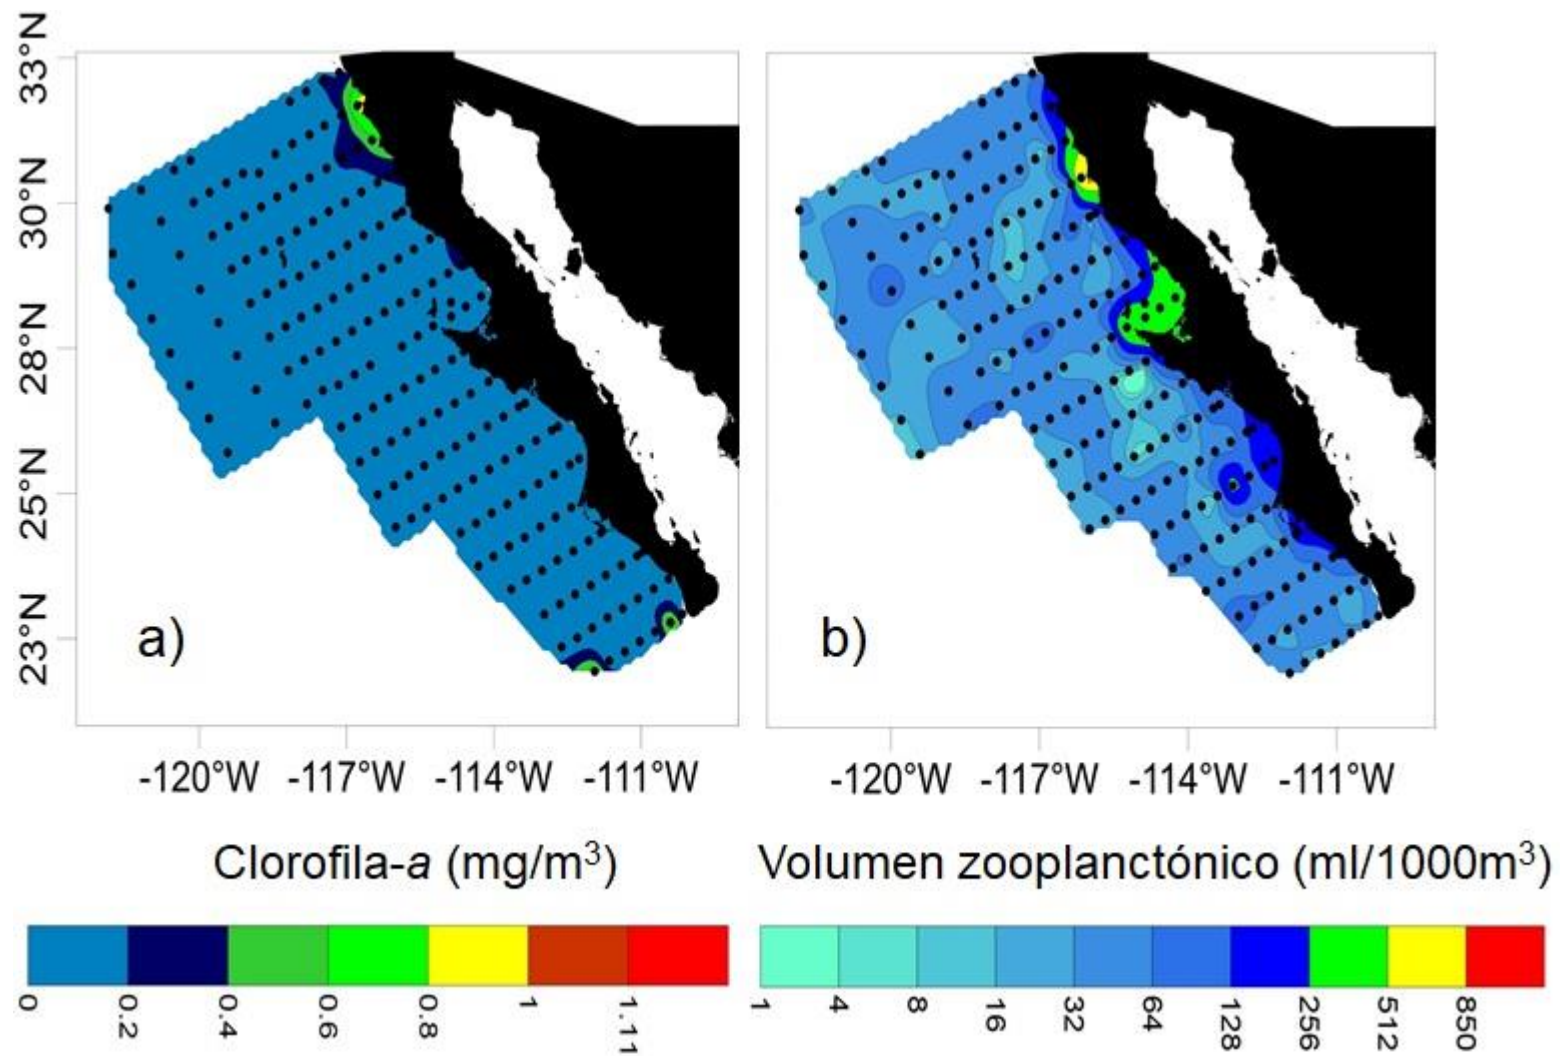 33°N
30°N
28°N
25°N
23°N
a)
b)
-120°W -117°W -114°W -111°W
-120°W -117°W -114°W -111°W
Clorofila-a (mg/m³)
0 0.2 0.4 0.6 0.8 1 1.11
Volumen zooplanctónico (ml/1000m³)
1 4 8 16 32 64 128 256 512 850